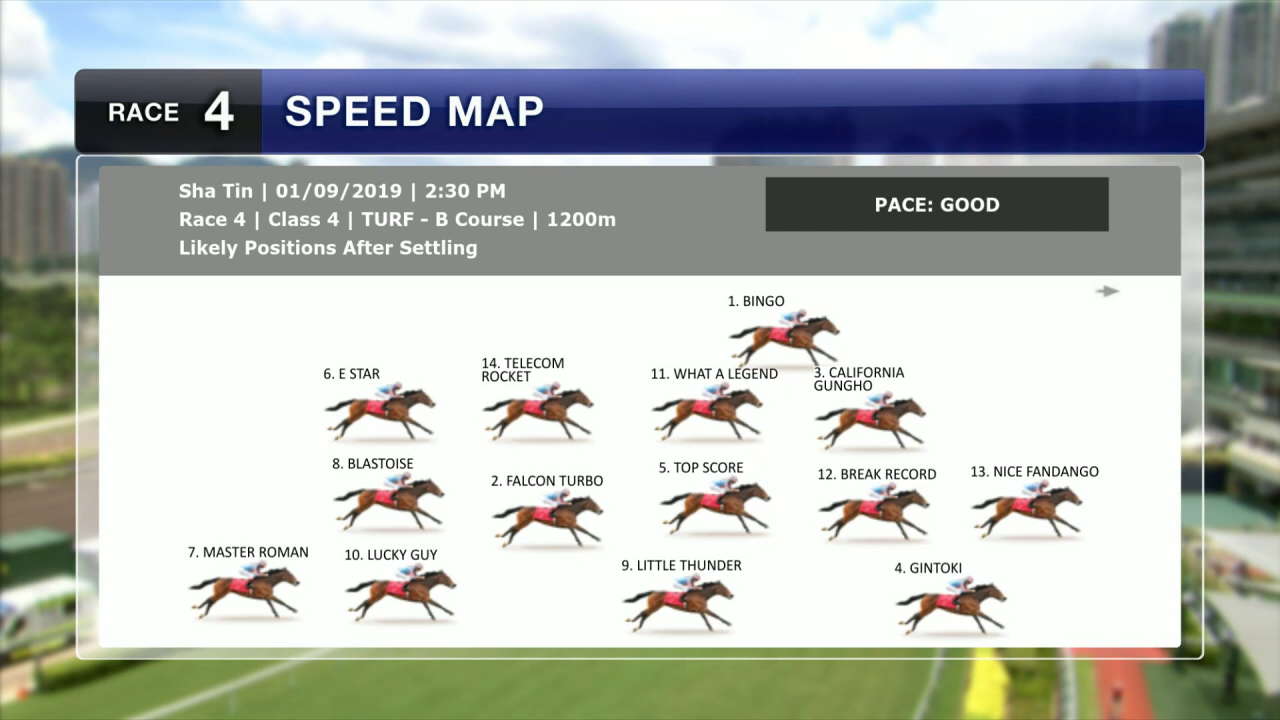 RACE 4 SPEED MAP
Sha Tin | 01/09/2019 | 2:30 PM
Race 4 | Class 4 | TURF - B Course | 1200m
Likely Positions After Settling
PACE: GOOD
1. BINGO
6. E STAR
14. TELECOM
ROCKET
11. WHAT A LEGEND
3. CALIFORNIA
GUNGHO
8. BLASTOISE
2. FALCON TURBO
5. TOP SCORE
12. BREAK RECORD
13. NICE FANDANGO
7. MASTER ROMAN
10. LUCKY GUY
9. LITTLE THUNDER
4. GINTOKI